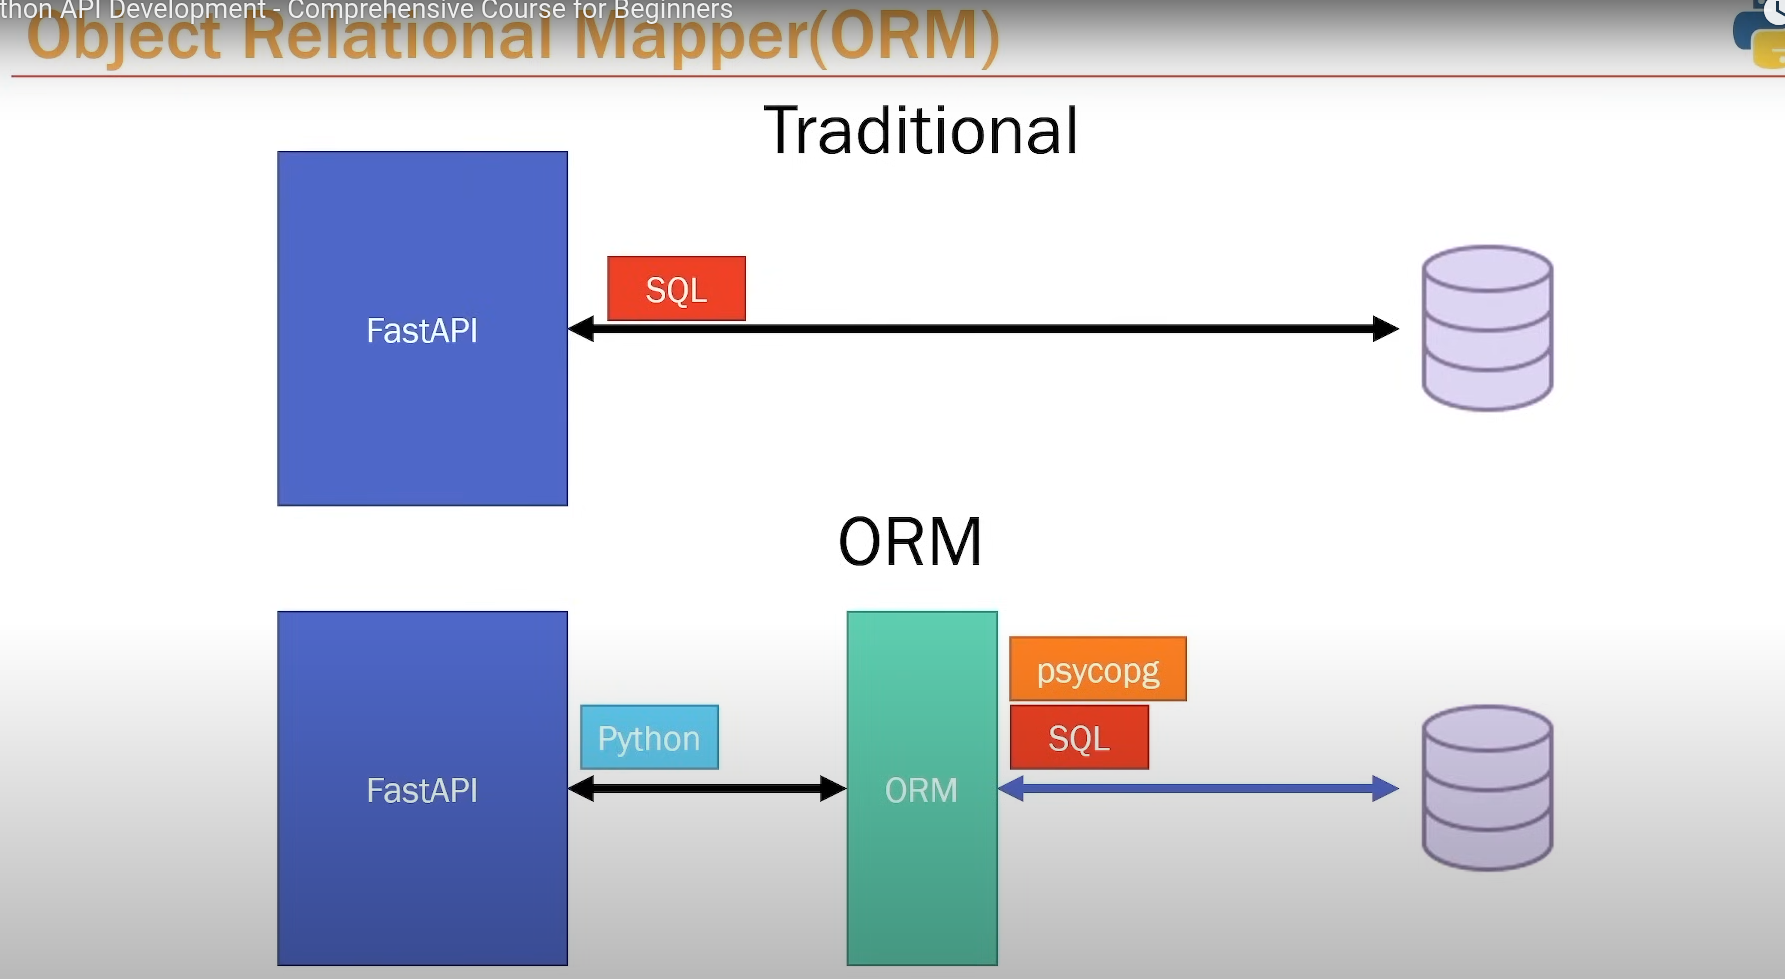 thon API Development - Comprehensive Course for Beginners
Object Relational Mapper(ORM)
Traditional
SQL
FastAPI
ORM
psycopg
Python
SQL
FastAPI
ORM